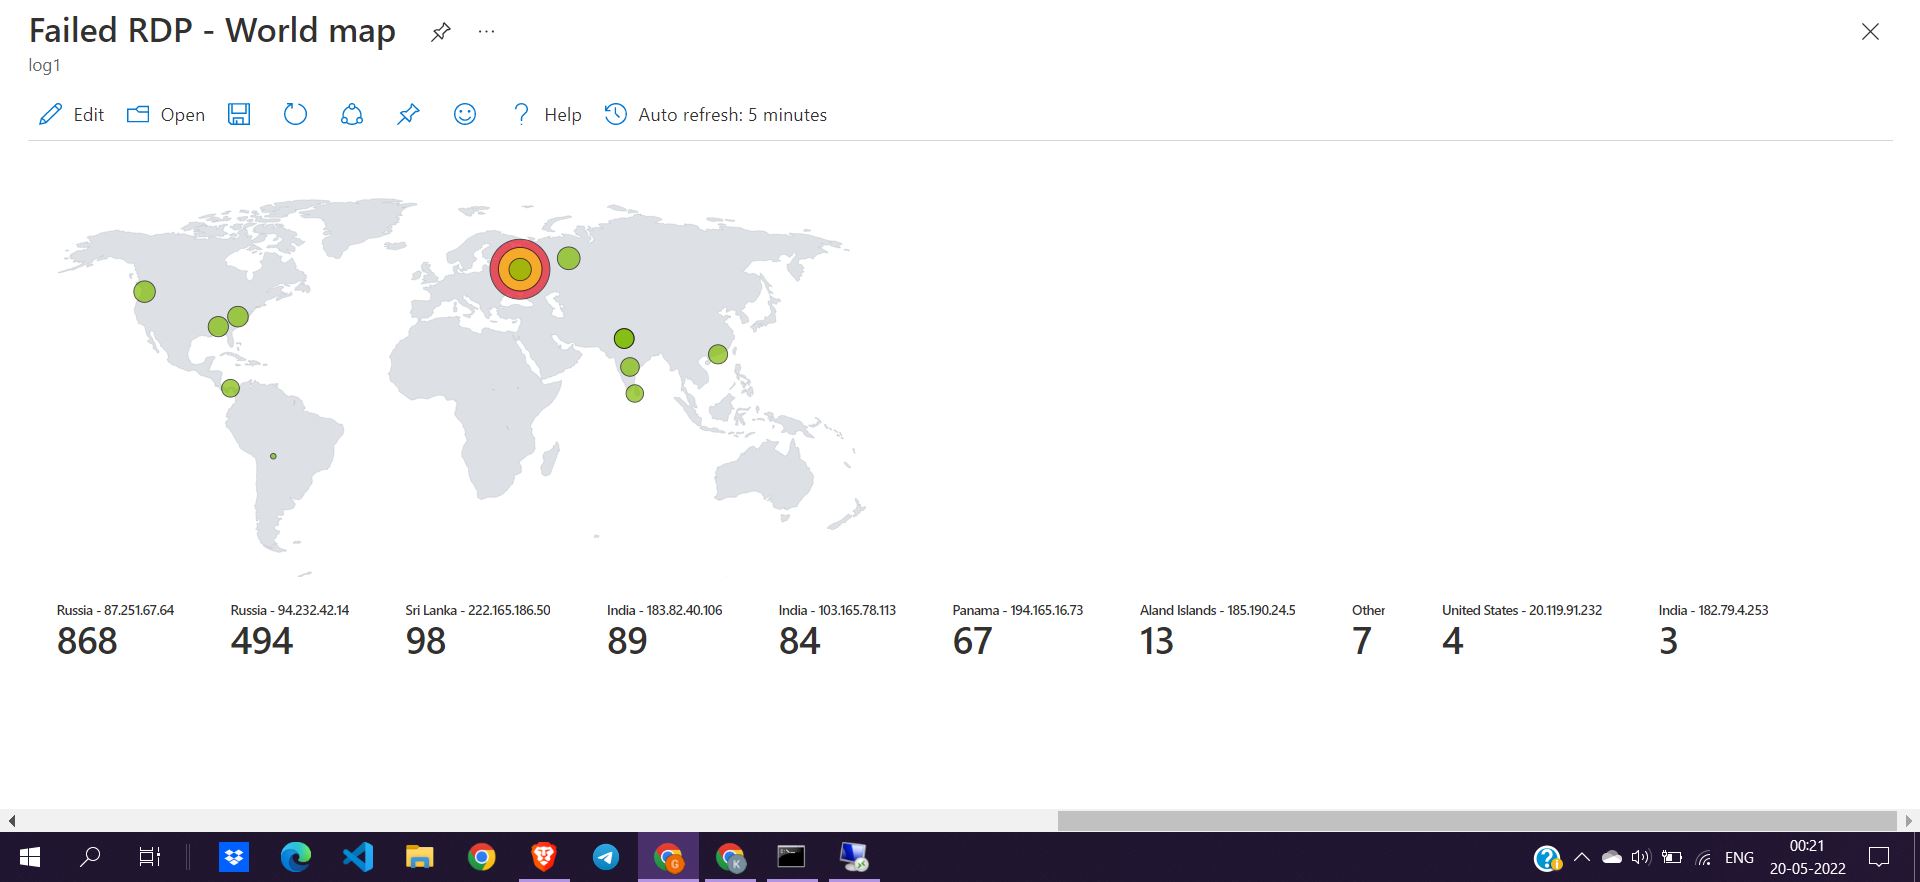 Failed RDP - World map
log1
Edit
Open
Help
Auto refresh: 5 minutes
Russia - 87.251.67.64
868
Russia - 94.232.42.14
494
Sri Lanka - 222.165.186.50
98
India - 183.82.40.106
89
India - 103.165.78.113
84
Panama - 194.165.16.73
67
Aland Islands - 185.190.24.5
13
Other
7
United States - 20.119.91.232
4
India - 182.79.4.253
3
G
K
ENG
00:21
20-05-2022